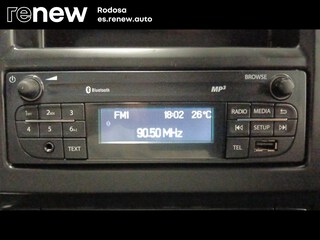 renew
Rodosa
es.renew.auto/
Bluetooth
MP3
BROWSE
1
2
3
4
5
6
TEXT
FM1 18:02 26°C
90.50 MHz
RADIO MEDIA
SETUP
TEL